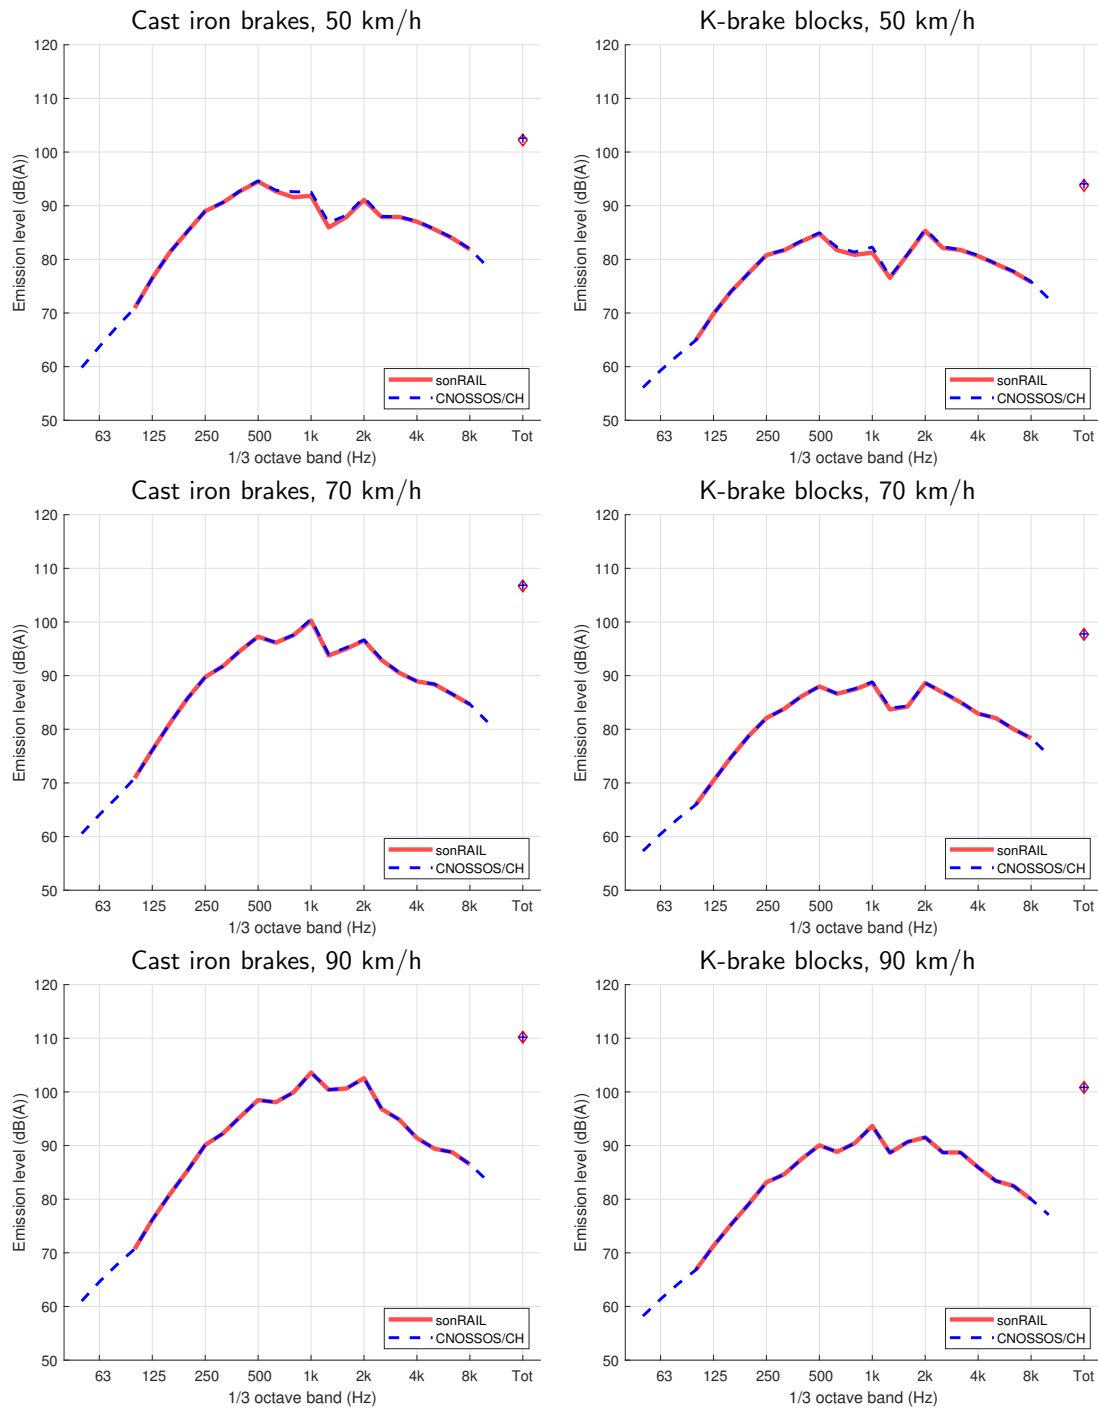 Cast iron brakes, 50 km/h
120
110
100
90
80
70
60
50
Emission level (dB(A))
63 125 250 500 1k 2k 4k 8k Tot
1/3 octave band (Hz)
sonRAIL
CNOSSOS/CH
K-brake blocks, 50 km/h
120
110
100
90
80
70
60
50
Emission level (dB(A))
63 125 250 500 1k 2k 4k 8k Tot
1/3 octave band (Hz)
sonRAIL
CNOSSOS/CH
Cast iron brakes, 70 km/h
120
110
100
90
80
70
60
50
Emission level (dB(A))
63 125 250 500 1k 2k 4k 8k Tot
1/3 octave band (Hz)
sonRAIL
CNOSSOS/CH
K-brake blocks, 70 km/h
120
110
100
90
80
70
60
50
Emission level (dB(A))
63 125 250 500 1k 2k 4k 8k Tot
1/3 octave band (Hz)
sonRAIL
CNOSSOS/CH
Cast iron brakes, 90 km/h
120
110
100
90
80
70
60
50
Emission level (dB(A))
63 125 250 500 1k 2k 4k 8k Tot
1/3 octave band (Hz)
sonRAIL
CNOSSOS/CH
K-brake blocks, 90 km/h
120
110
100
90
80
70
60
50
Emission level (dB(A))
63 125 250 500 1k 2k 4k 8k Tot
1/3 octave band (Hz)
sonRAIL
CNOSSOS/CH